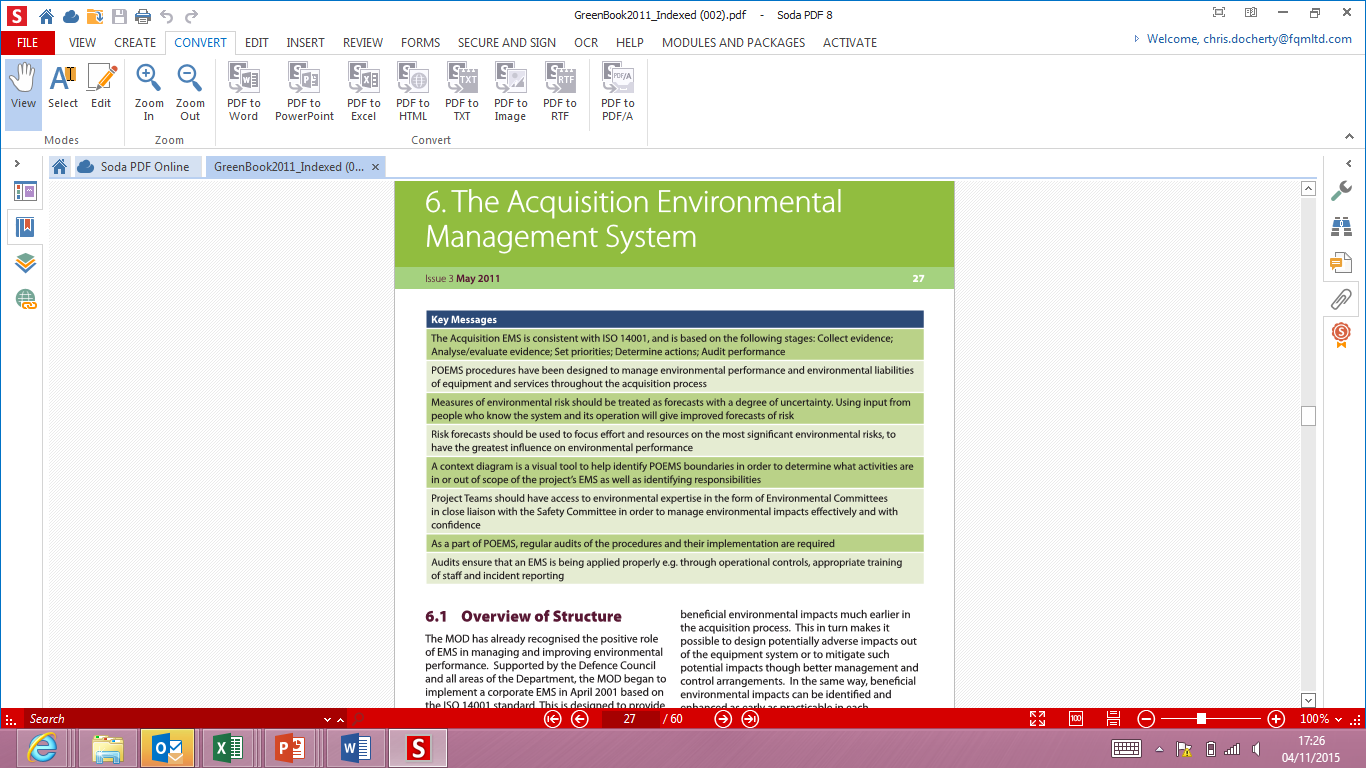 GreenBook2011_Indexed (002).pdf - Soda PDF 8
FILE VIEW CREATE CONVERT EDIT INSERT REVIEW FORMS SECURE AND SIGN OCR HELP MODULES AND PACKAGES ACTIVATE Welcome, chris.docherty@fqmltd.com
View Select Edit Zoom In Zoom Out PDF to Word PDF to PowerPoint PDF to Excel PDF to HTML PDF to TXT PDF to Image PDF to RTF PDF to PDF/A
Modes Zoom Convert
Soda PDF Online GreenBook2011_Indexed (0...
6. The Acquisition Environmental
Management System
Issue 3 May 2011 27
Key Messages
The Acquisition EMS is consistent with ISO 14001, and is based on the following stages: Collect evidence;
Analyse/evaluate evidence; Set priorities; Determine actions; Audit performance
POEMS procedures have been designed to manage environmental performance and environmental liabilities
of equipment and services throughout the acquisition process
Measures of environmental risk should be treated as forecasts with a degree of uncertainty. Using input from
people who know the system and its operation will give improved forecasts of risk
Risk forecasts should be used to focus effort and resources on the most significant environmental risks, to
have the greatest influence on environmental performance
A context diagram is a visual tool to help identify POEMS boundaries in order to determine what activities are
in or out of scope of the project's EMS as well as identifying responsibilities
Project Teams should have access to environmental expertise in the form of Environmental Committees
in close liaison with the Safety Committee in order to manage environmental impacts effectively and with
confidence
As a part of POEMS, regular audits of the procedures and their implementation are required
Audits ensure that an EMS is being applied properly e.g. through operational controls, appropriate training
of staff and incident reporting
6.1 Overview of Structure
The MOD has already recognised the positive role
of EMS in managing and improving environmental
performance. Supported by the Defence Council
and all areas of the Department, the MOD began to
implement a corporate EMS in April 2001 based on
the ISO 14001 standard. This is designed to provide
beneficial environmental impacts much earlier in
the acquisition process. This in turn makes it
possible to design potentially adverse impacts out
of the equipment system or to mitigate such
potential impacts though better management and
control arrangements. In the same way, beneficial
environmental impacts can be identified and
enhanced as early as practicable in each
Search 27 / 60 100%
17:26
04/11/2015